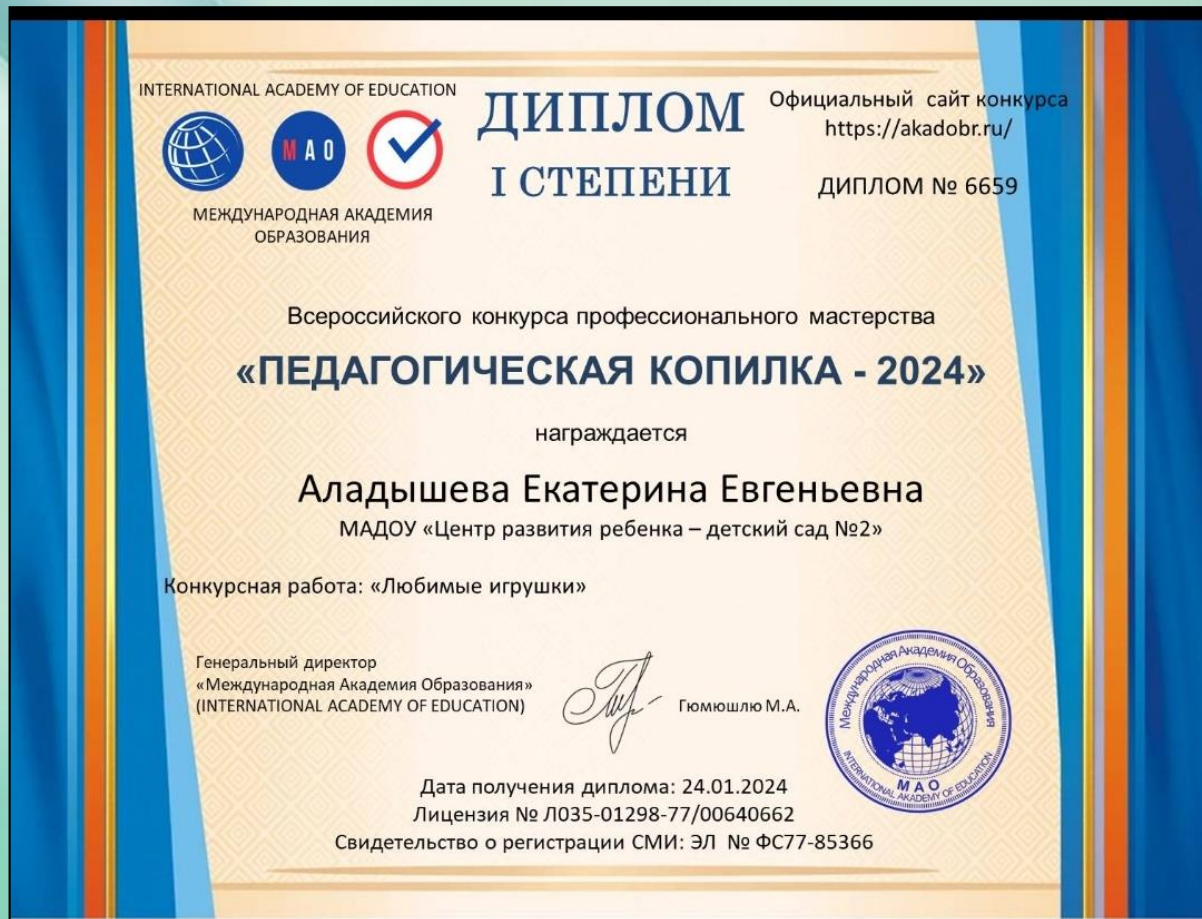 INTERNATIONAL ACADEMY OF EDUCATION
МАО
МЕЖДУНАРОДНАЯ АКАДЕМИЯ
ОБРАЗОВАНИЯ
ДИПЛОМ
I СТЕПЕНИ
Официальный сайт конкурса
https://akadobr.ru/
ДИПЛОМ № 6659
Всероссийского конкурса профессионального мастерства
«ПЕДАГОГИЧЕСКАЯ КОПИЛКА - 2024»
награждается
Аладышева Екатерина Евгеньевна
МАДОУ «Центр развития ребенка – детский сад №2»
Конкурсная работа: «Любимые игрушки»
Генеральный директор
«Международная Академия Образования»
(INTERNATIONAL ACADEMY OF EDUCATION)
Гюмюшлю М.А.
Международная Академия Образования
INTERNATIONAL ACADEMY OF EDUCATION
МАО
Дата получения диплома: 24.01.2024
Лицензия № Л035-01298-77/00640662
Свидетельство о регистрации СМИ: ЭЛ № ФС77-85366